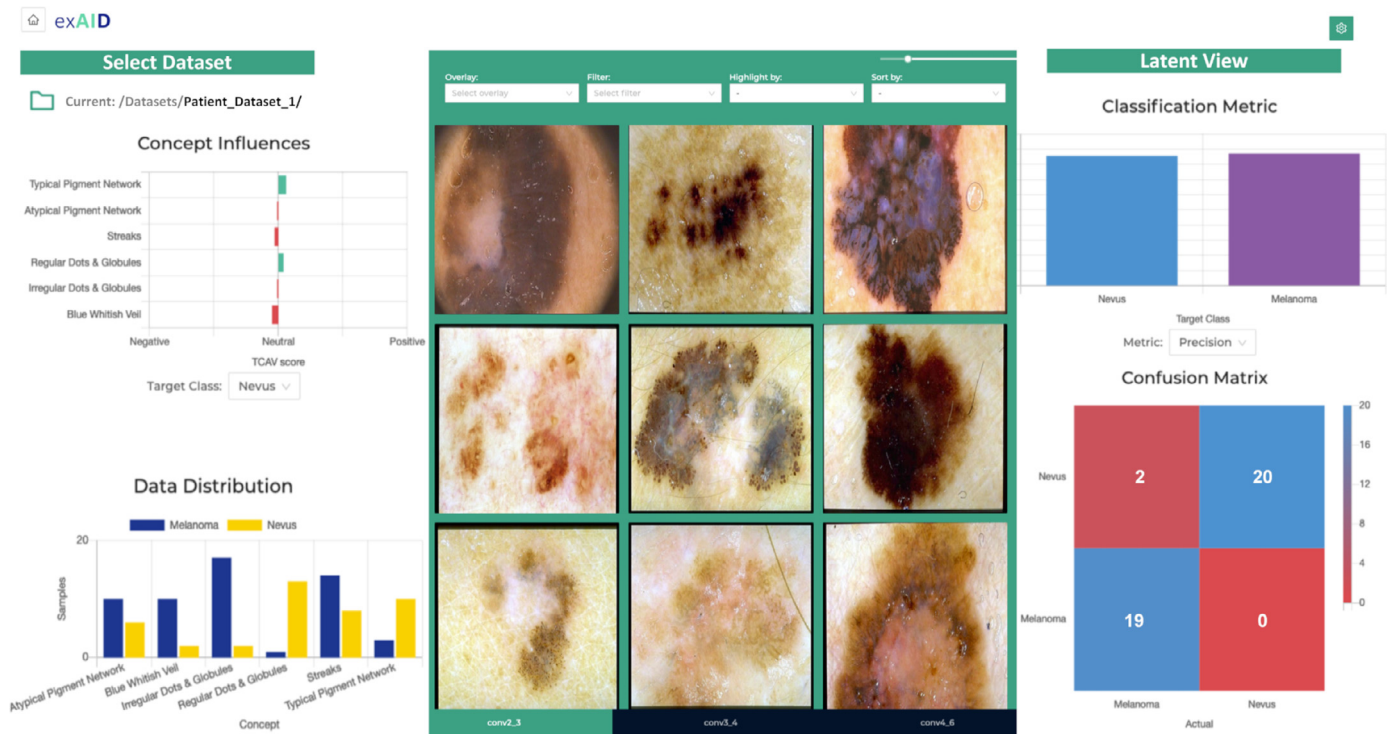 exAID
Select Dataset
Current: /Datasets/Patient_Dataset_1/
Concept Influences
Typical Pigment Network
Atypical Pigment Network
Streaks
Regular Dots & Globules
Irregular Dots & Globules
Blue Whitish Veil
Negative Neutral Positive
TCAV score
Target Class: Nevus
Data Distribution
Melanoma Nevus
20
Samples
0
Atypical Pigment Network
Blue Whitish Veil
Irregular Dots & Globules
Regular Dots & Globules
Streaks
Typical Pigment Network
Concept
Overlay: Filter: Highlight by: Sort by:
Select overlay Select filter - -
conv2_3 conv3_4 conv4_6
Latent View
Classification Metric
Nevus Melanoma
Target Class
Metric: Precision
Confusion Matrix
Nevus 2 20
Melanoma 19 0
Melanoma Nevus
Actual
20
16
12
8
4
0